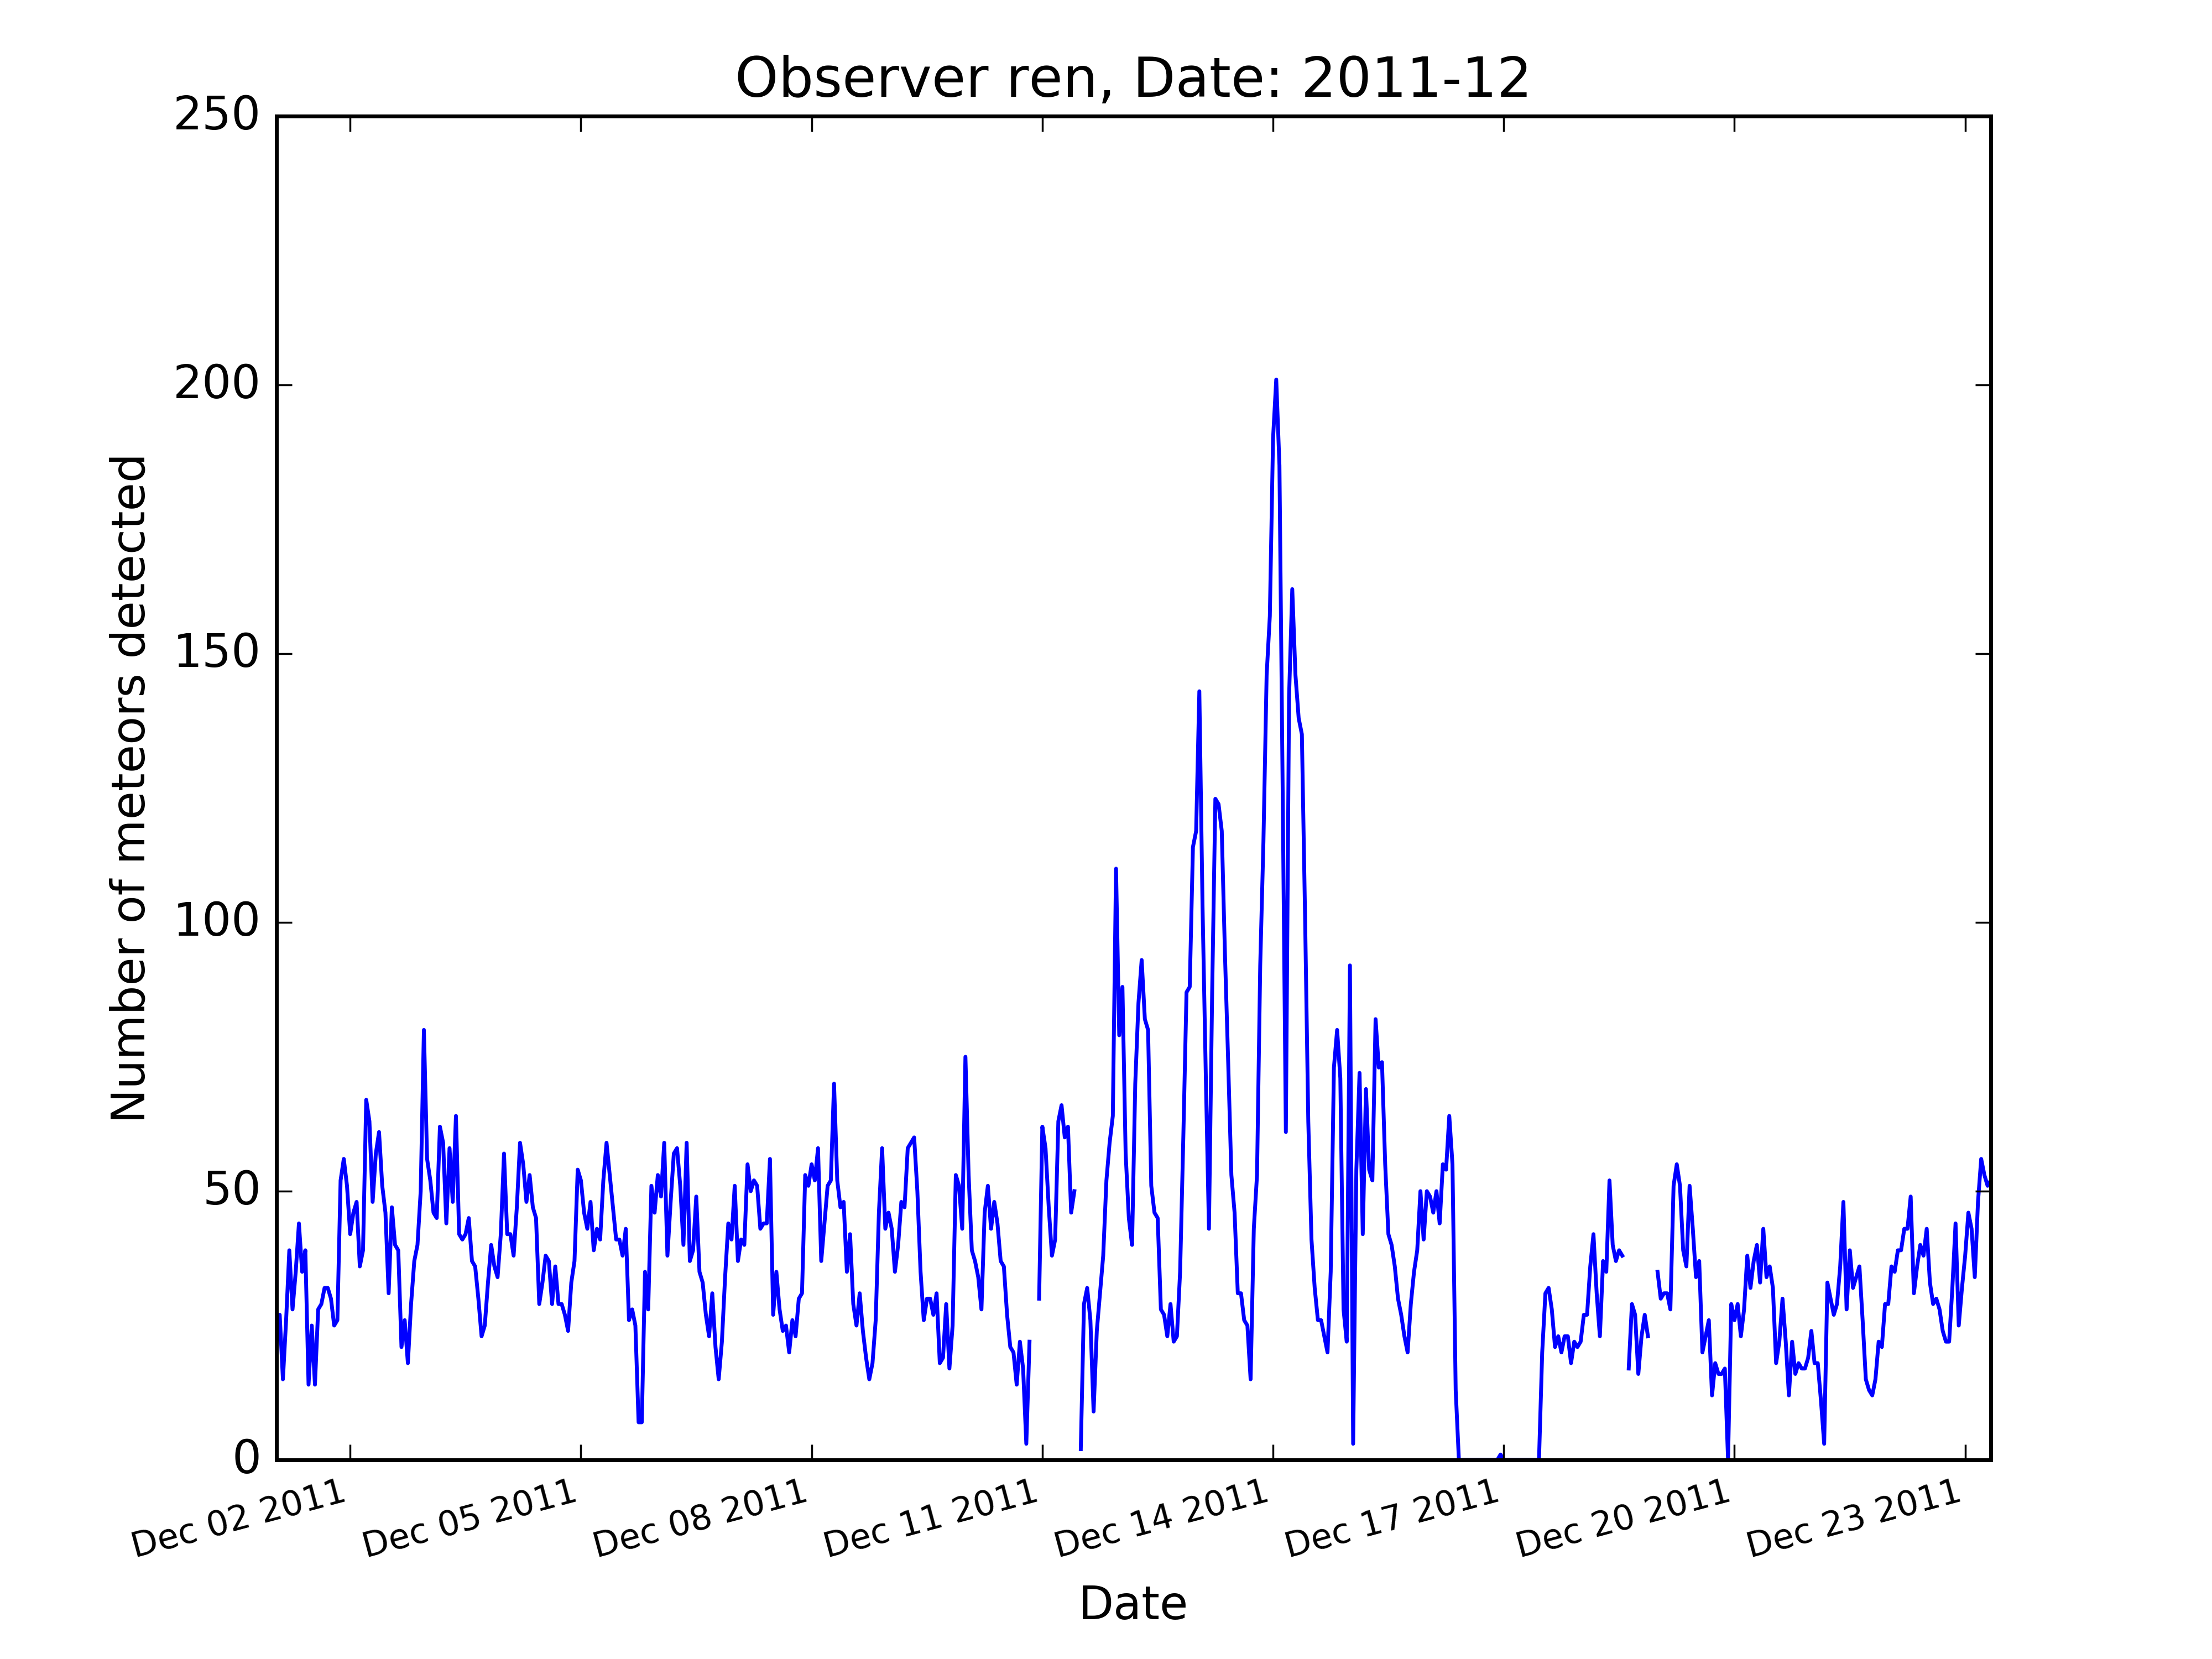 Observer ren, Date: 2011-12
250
200
150
100
50
0
Number of meteors detected
Dec 02 2011
Dec 05 2011
Dec 08 2011
Dec 11 2011
Dec 14 2011
Dec 17 2011
Dec 20 2011
Dec 23 2011
Date